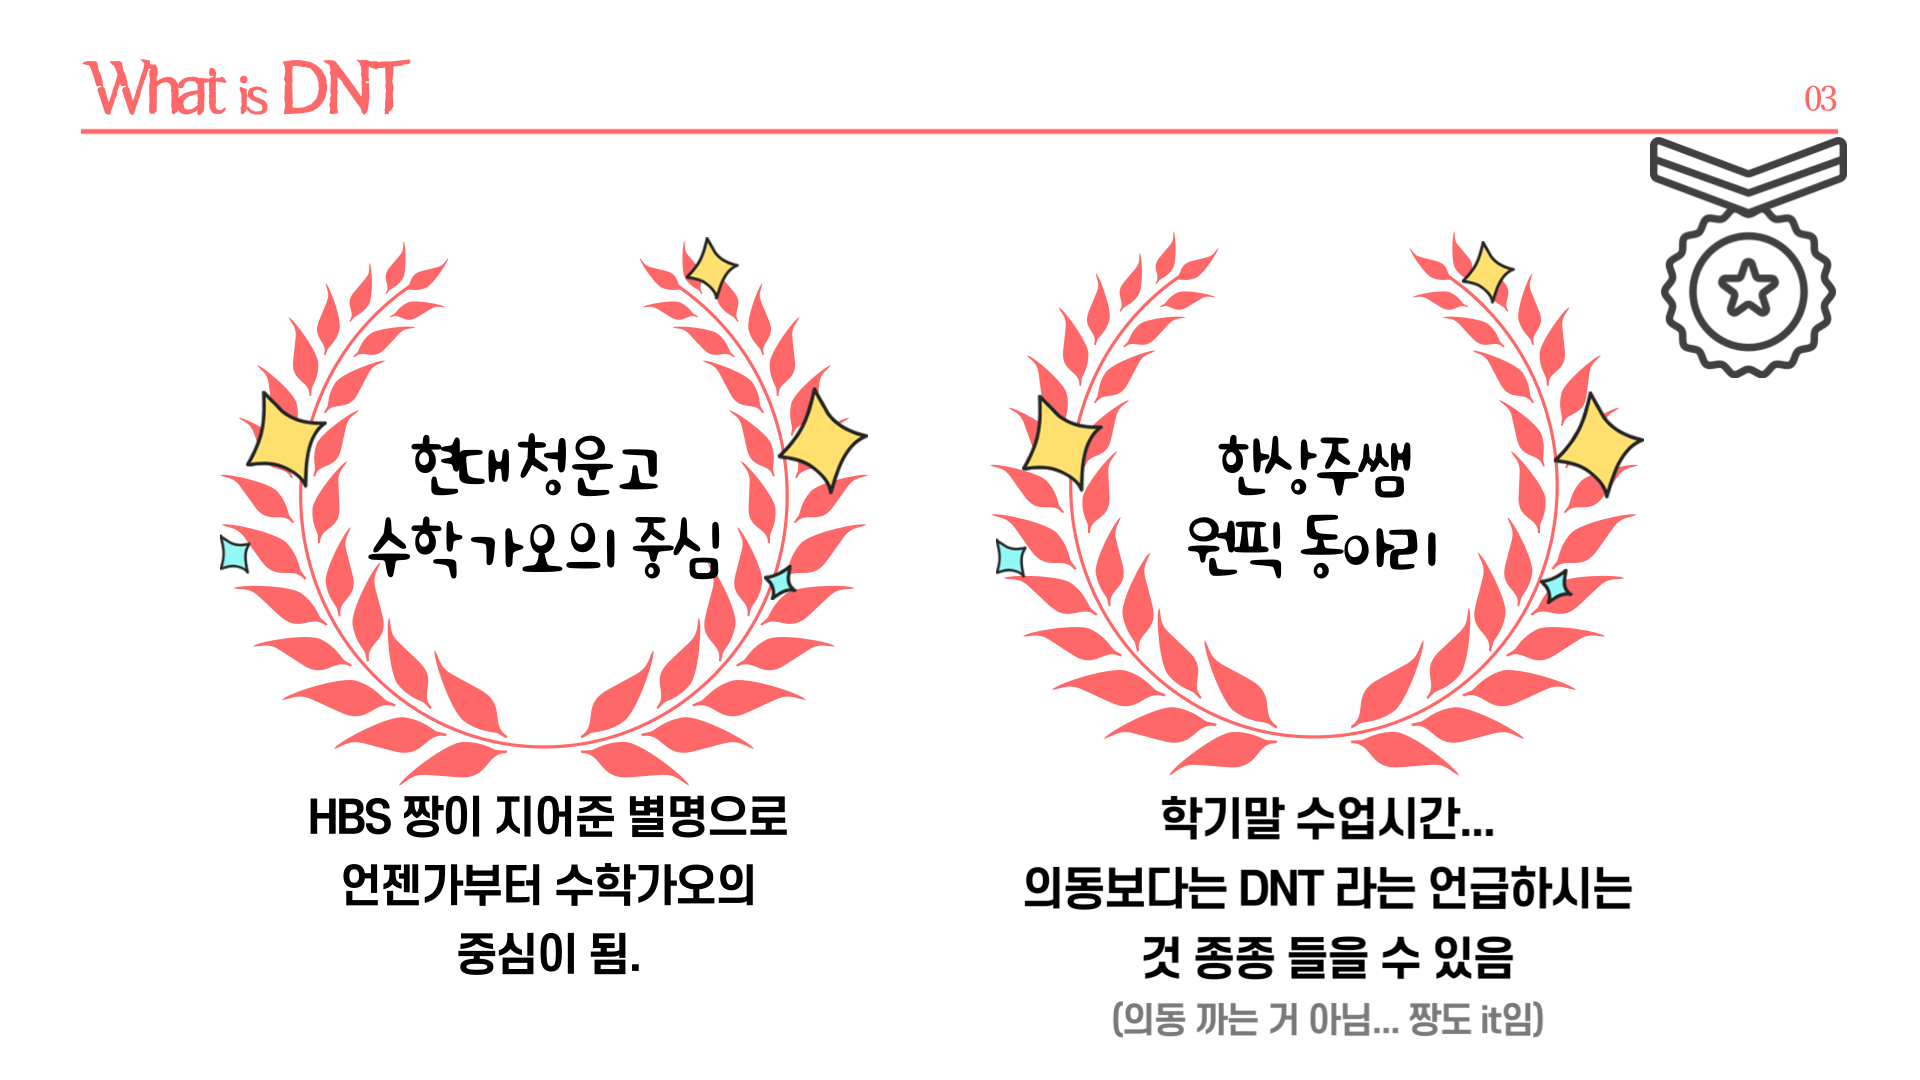 What is DNT
03
현대청운고
수학가오의 중심
한상주쌤
원픽 동아리
HBS 짱이 지어준 별명으로
언젠가부터 수학가오의
중심이 됨.
학기말 수업시간...
의동보다는 DNT 라는 언급하시는
것 종종 들을 수 있음
(의동 까는 거 아님... 짱도 it임)